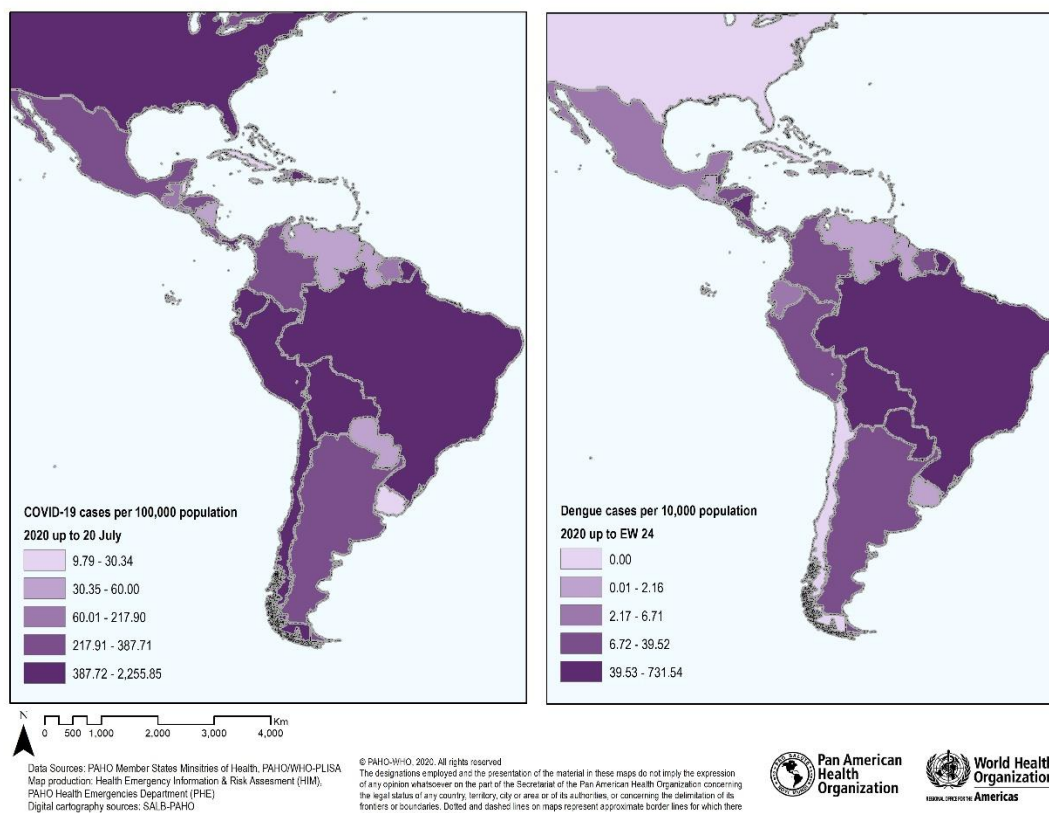 COVID-19 cases per 100,000 population
2020 up to 20 July
9.79 - 30.34
30.35 - 60.00
60.01 - 217.90
217.91 - 387.71
387.72 - 2,255.85
Dengue cases per 10,000 population
2020 up to EW 24
0.00
0.01 - 2.16
2.17 - 6.71
6.72 - 39.52
39.53 - 731.54
N
Km
0 500 1,000 2,000 3,000 4,000
Data Sources: PAHO Member States Minsitries of Health, PAHO/WHO-PLISA
Map production: Health Emergency Information & Risk Assesment (HIM),
PAHO Health Emergencies Department (PHE)
Digital cartography sources: SALB-PAHO
© PAHO-WHO, 2020. All rights reserved
The designations employed and the presentation of the material in these maps do not imply the expression
of any opinion whatsoever on the part of the Secretariat of the Pan American Health Organization concerning
the legal status of any country, territory, city or area or of its authorities, or concerning the delimitation of its
frontiers or boundaries. Dotted and dashed lines on maps represent approximate border lines for which there
Pan American
Health
Organization
World Health
Organization
REGIONAL OFFICE FOR THE Americas